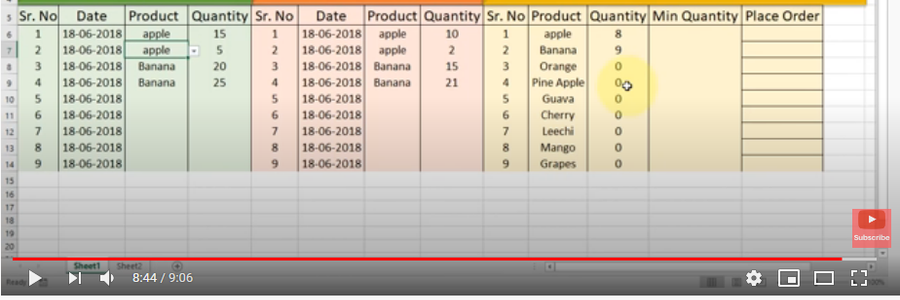 5 Sr. No Date Product Quantity Sr. No Date Product Quantity Sr. No Product Quantity Min Quantity Place Order
6 1 18-06-2018 apple 15 1 18-06-2018 apple 10 1 apple 8
7 2 18-06-2018 apple 5 2 18-06-2018 apple 2 2 Banana 9
8 3 18-06-2018 Banana 20 3 18-06-2018 Banana 15 3 Orange 0
9 4 18-06-2018 Banana 25 4 18-06-2018 Banana 21 4 Pine Apple 0
10 5 18-06-2018 5 18-06-2018 5 Guava 0
11 6 18-06-2018 6 18-06-2018 6 Cherry 0
12 7 18-06-2018 7 18-06-2018 7 Leechi 0
13 8 18-06-2018 8 18-06-2018 8 Mango 0
14 9 18-06-2018 9 18-06-2018 9 Grapes 0
15
16
17
18
19
20
Subscribe
Sheet1 Sheet2
Ready
8:44 / 9:06